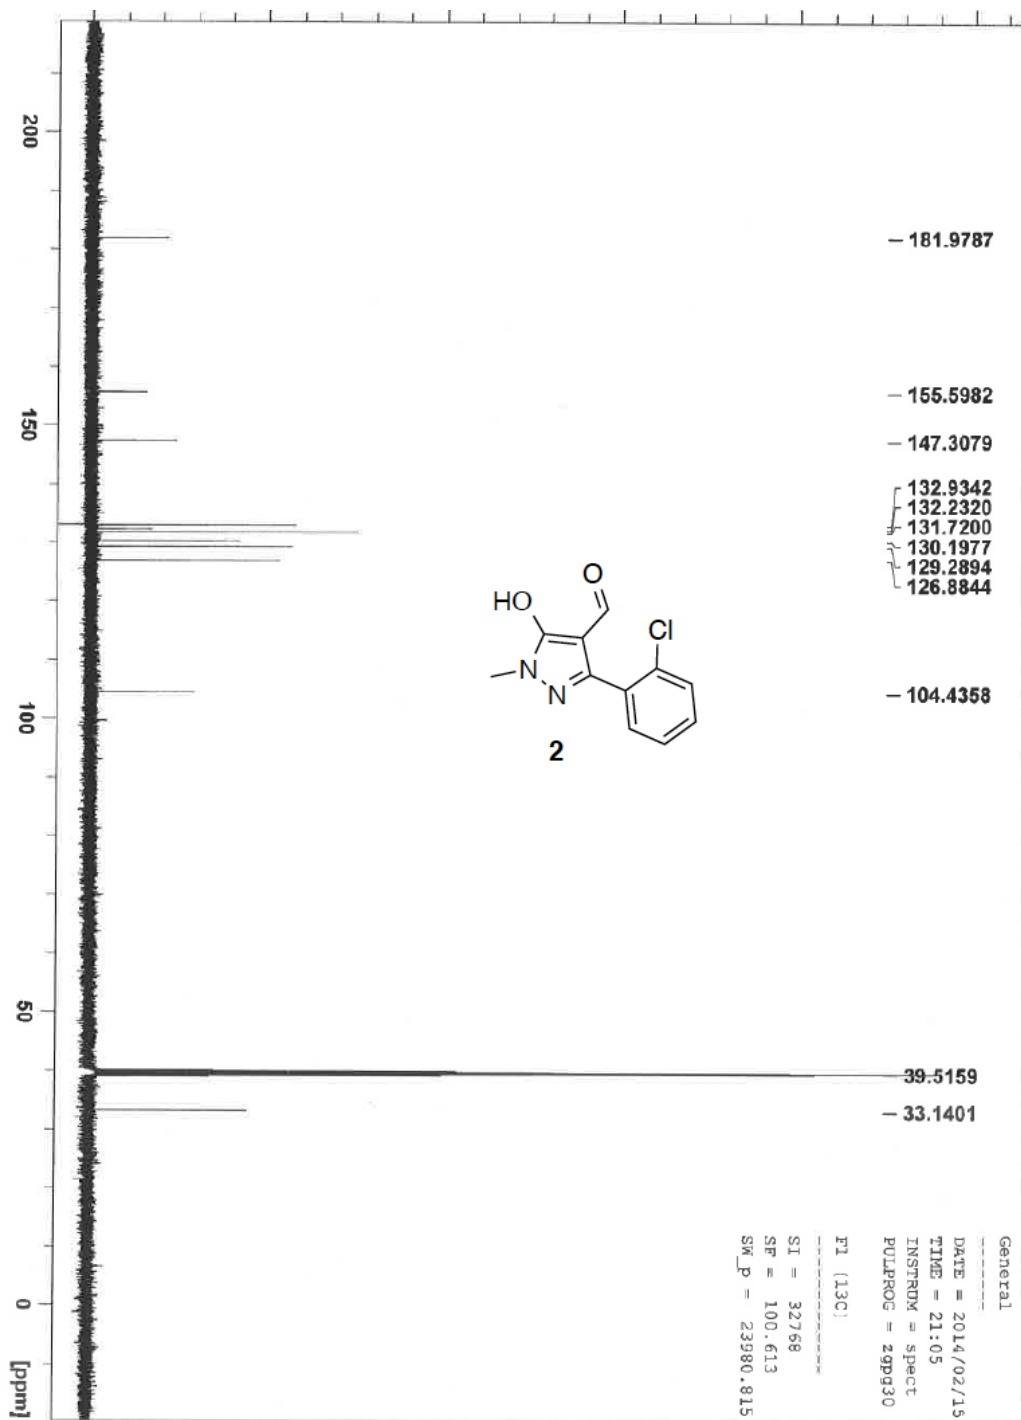 200
150
100
50
0
[ppm]
181.9787
155.5982
147.3079
132.9342
132.2320
131.7200
130.1977
129.2894
126.8844
104.4358
39.5159
33.1401
O
HO
Cl
N
N
2
General
DATE = 2014/02/15
TIME = 21:05
INSTRUM = spect
PULPROG = zgpg30
F1 [13C]
SI = 32768
SF = 100.613
SW_p = 23980.815